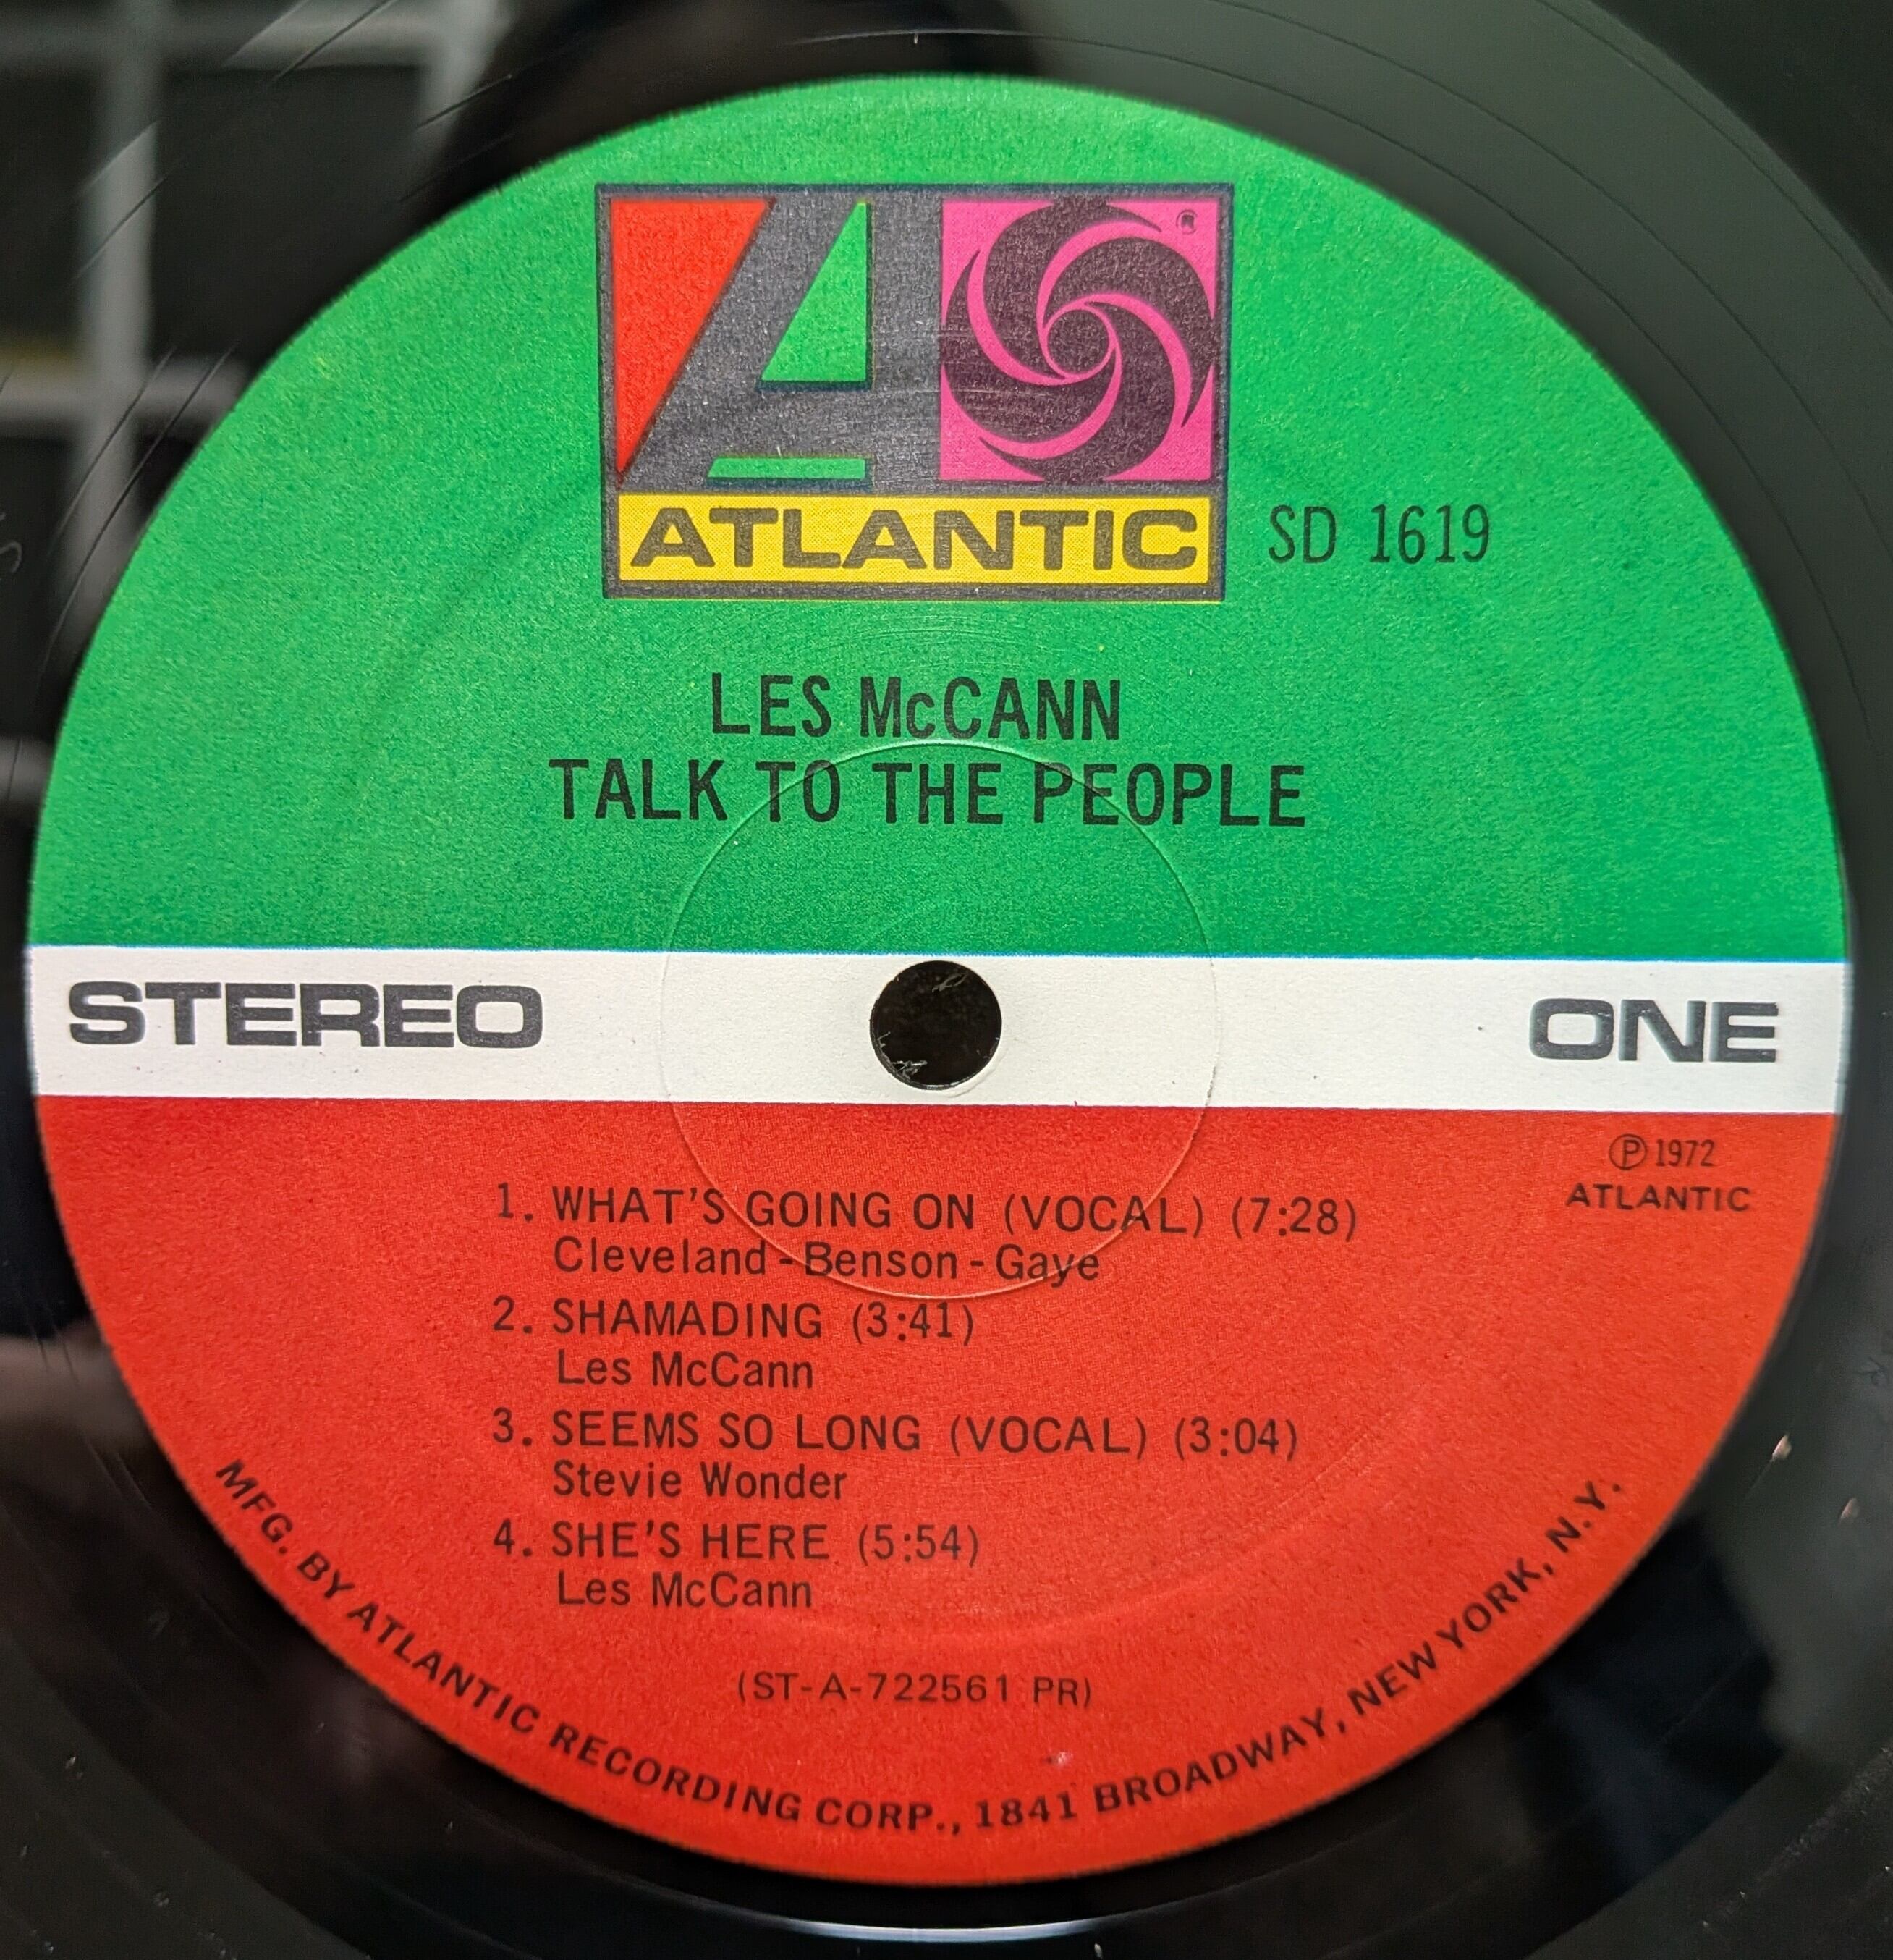 ATLANTIC
SD 1619
LES McCANN
TALK TO THE PEOPLE
STEREO
ONE
℗ 1972
ATLANTIC
1. WHAT'S GOING ON (VOCAL) (7:28)
Cleveland - Benson - Gaye
2. SHAMADING (3:41)
Les McCann
3. SEEMS SO LONG (VOCAL) (3:04)
Stevie Wonder
4. SHE'S HERE (5:54)
Les McCann
(ST-A-722561 PR)
MFG. BY ATLANTIC RECORDING CORP., 1841 BROADWAY, NEW YORK, N.Y.